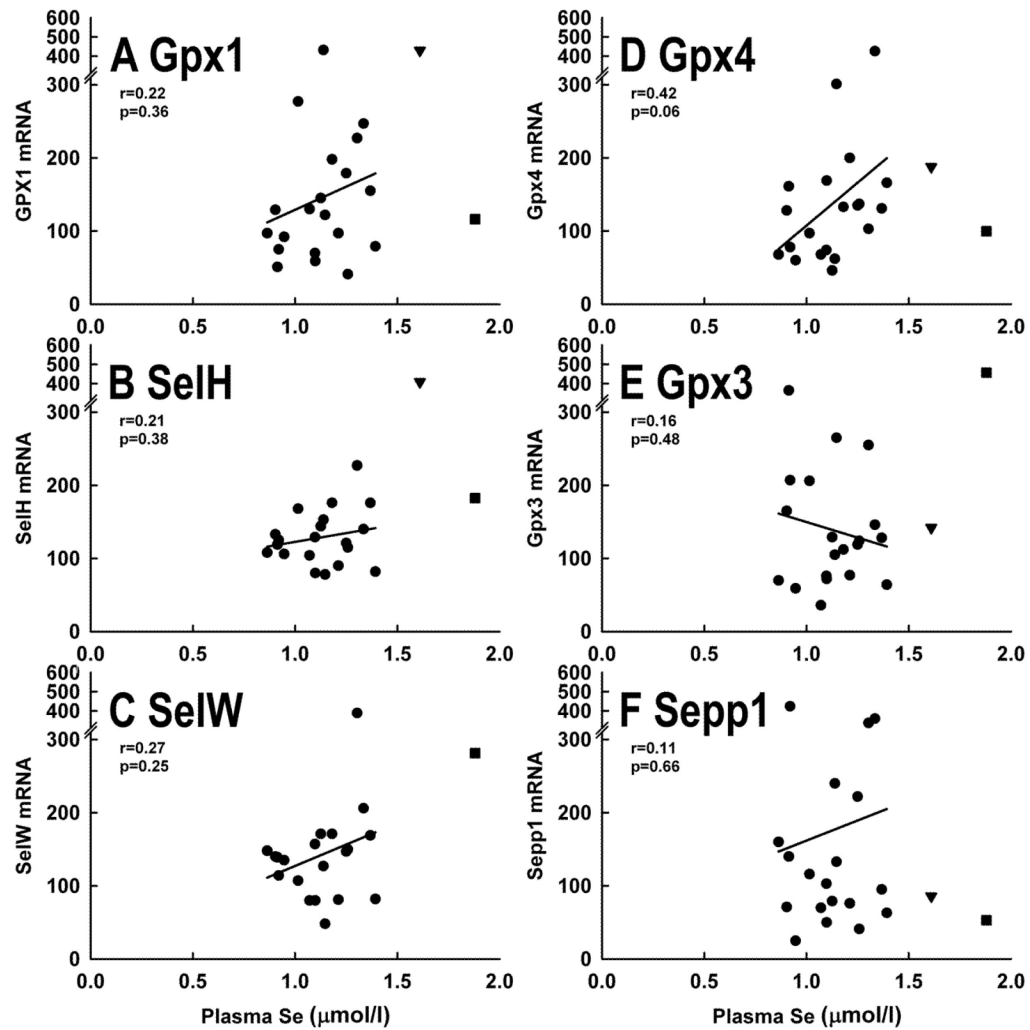 600
500
400
300
200
100
0
GPX1 mRNA
A Gpx1
r=0.22
p=0.36
0.0 0.5 1.0 1.5 2.0
600
500
400
300
200
100
0
Gpx4 mRNA
D Gpx4
r=0.42
p=0.06
0.0 0.5 1.0 1.5 2.0
600
500
400
300
200
100
0
SelH mRNA
B SelH
r=0.21
p=0.38
0.0 0.5 1.0 1.5 2.0
600
500
400
300
200
100
0
Gpx3 mRNA
E Gpx3
r=0.16
p=0.48
0.0 0.5 1.0 1.5 2.0
600
500
400
300
200
100
0
SelW mRNA
C SelW
r=0.27
p=0.25
0.0 0.5 1.0 1.5 2.0
Plasma Se (μmol/l)
600
500
400
300
200
100
0
Sepp1 mRNA
F Sepp1
r=0.11
p=0.66
0.0 0.5 1.0 1.5 2.0
Plasma Se (μmol/l)